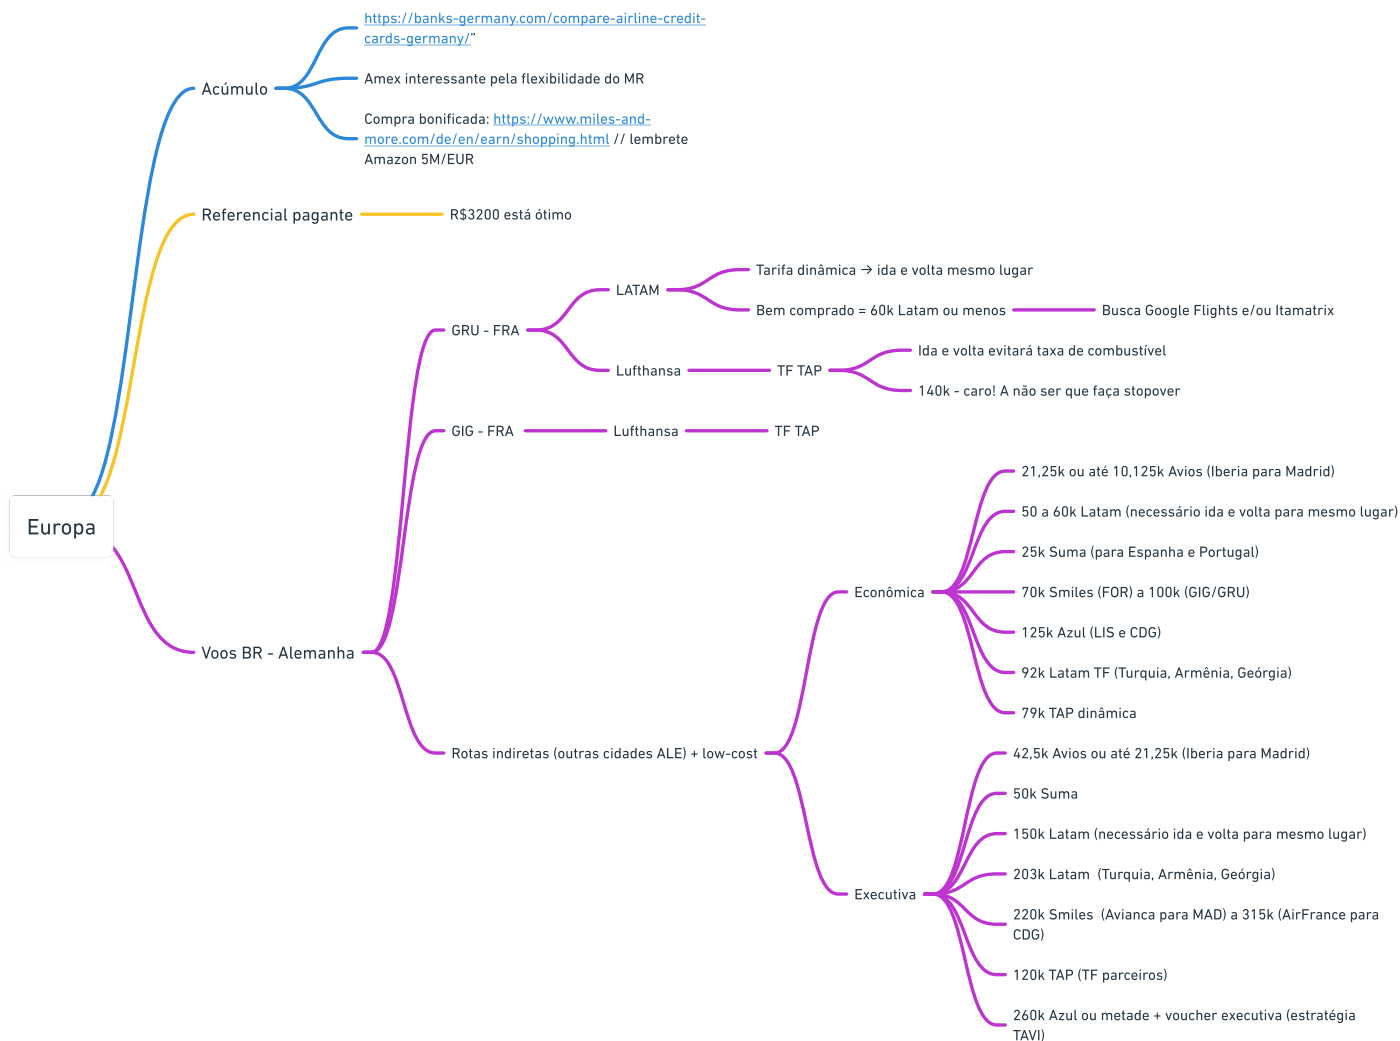 https://banks-germany.com/compare-airline-credit-
cards-germany/”
Acúmulo
Amex interessante pela flexibilidade do MR
Compra bonificada: https://www.miles-and-
more.com/de/en/earn/shopping.html // lembrete
Amazon 5M/EUR
Referencial pagante
R$3200 está ótimo
Europa
Voos BR - Alemanha
GRU - FRA
LATAM
Tarifa dinâmica → ida e volta mesmo lugar
Bem comprado = 60k Latam ou menos
Busca Google Flights e/ou Itamatrix
Lufthansa
TF TAP
Ida e volta evitará taxa de combustível
140k - caro! A não ser que faça stopover
GIG - FRA
Lufthansa
TF TAP
Rotas indiretas (outras cidades ALE) + low-cost
Econômica
21,25k ou até 10,125k Avios (Iberia para Madrid)
50 a 60k Latam (necessário ida e volta para mesmo lugar)
25k Suma (para Espanha e Portugal)
70k Smiles (FOR) a 100k (GIG/GRU)
125k Azul (LIS e CDG)
92k Latam TF (Turquia, Armênia, Geórgia)
79k TAP dinâmica
Executiva
42,5k Avios ou até 21,25k (Iberia para Madrid)
50k Suma
150k Latam (necessário ida e volta para mesmo lugar)
203k Latam  (Turquia, Armênia, Geórgia)
220k Smiles  (Avianca para MAD) a 315k (AirFrance para
CDG)
120k TAP (TF parceiros)
260k Azul ou metade + voucher executiva (estratégia
TAVI)